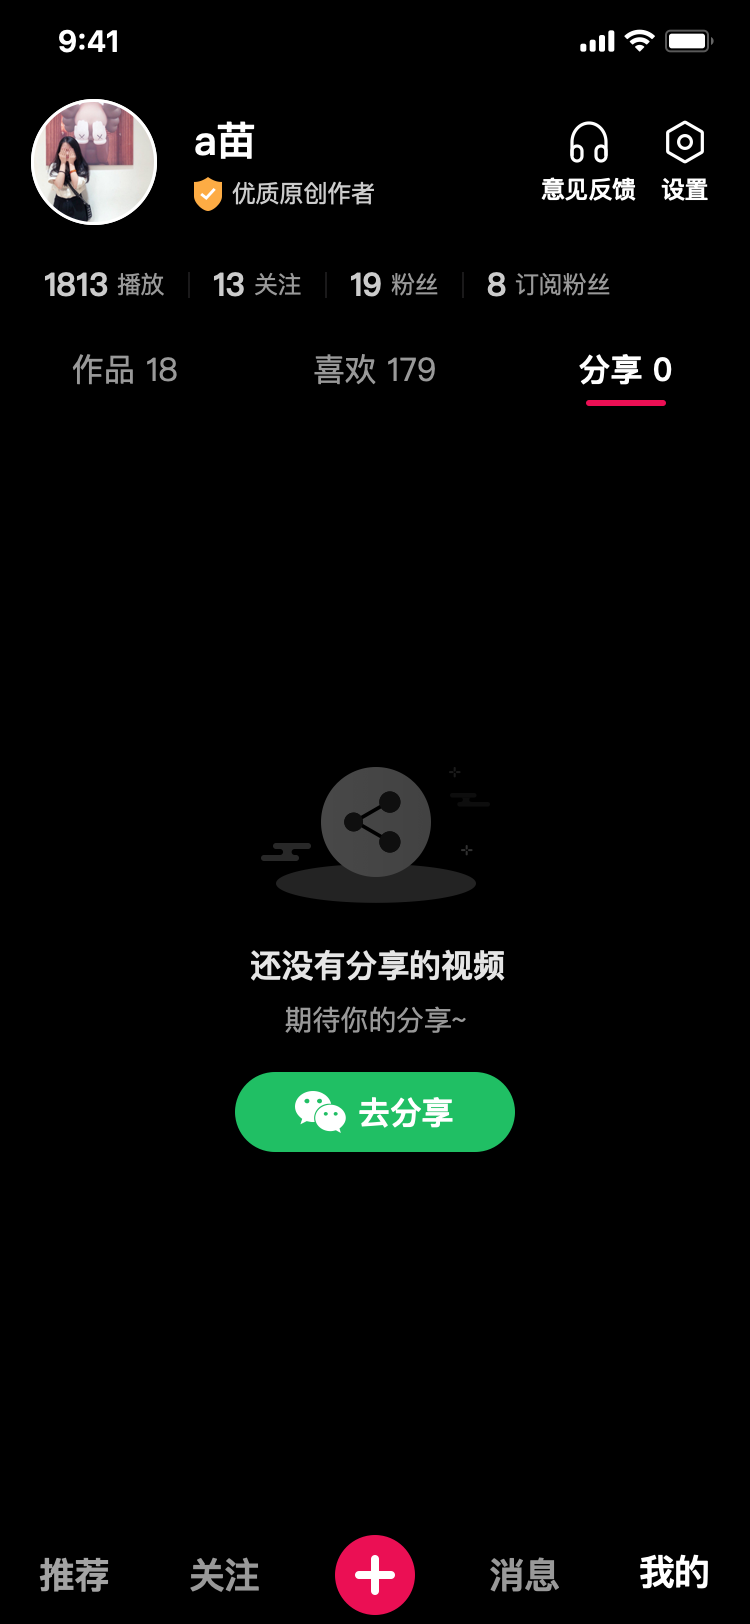 9:41
a苗
优质原创作者
意见反馈
设置
1813 播放
13 关注
19 粉丝
8 订阅粉丝
作品 18
喜欢 179
分享 0
还没有分享的视频
期待你的分享~
去分享
推荐
关注
消息
我的